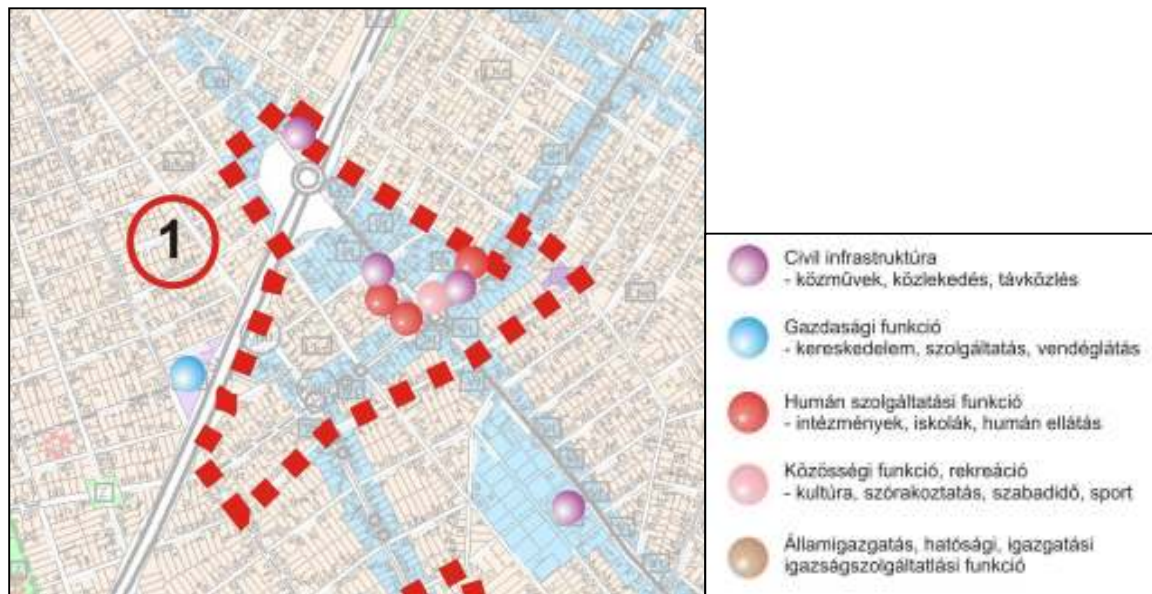 1
Civil infrastruktúra
- közművek, közlekedés, távközlés
Gazdasági funkció
- kereskedelem, szolgáltatás, vendéglátás
Humán szolgáltatási funkció
- intézmények, iskolák, humán ellátás
Közösségi funkció, rekreáció
- kultúra, szórakoztatás, szabadidő, sport
Államigazgatás, hatósági, igazgatási
igazságszolgáltatlási funkció